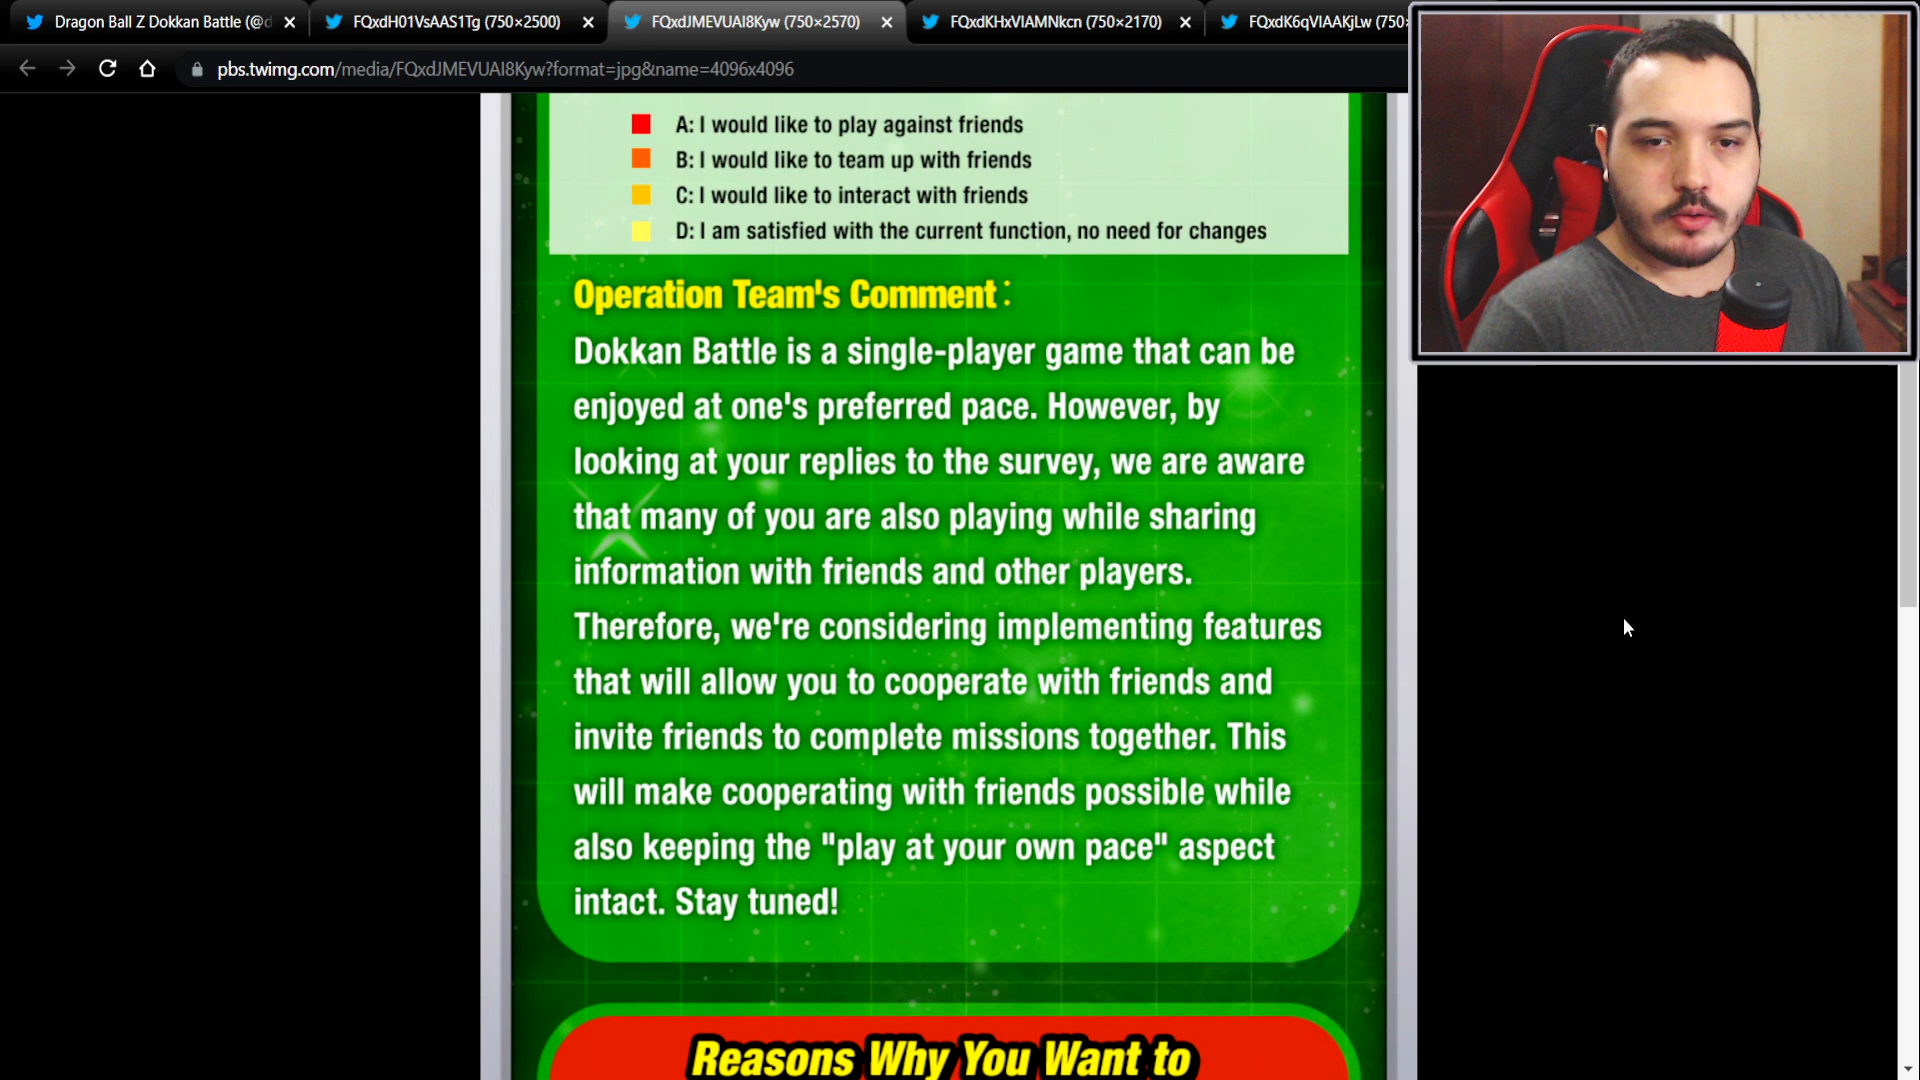 Dragon Ball Z Dokkan Battle (@d
FQxdH01VsAAS1Tg (750×2500)
FQxdJMEVUAI8Kyw (750×2570)
FQxdKHxVIAMNkcn (750×2170)
FQxdK6qVIAAKjLw (750×
pbs.twimg.com/media/FQxdJMEVUAI8Kyw?format=jpg&name=4096x4096
A: I would like to play against friends
B: I would like to team up with friends
C: I would like to interact with friends
D: I am satisfied with the current function, no need for changes
Operation Team's Comment:
Dokkan Battle is a single-player game that can be
enjoyed at one's preferred pace. However, by
looking at your replies to the survey, we are aware
that many of you are also playing while sharing
information with friends and other players.
Therefore, we're considering implementing features
that will allow you to cooperate with friends and
invite friends to complete missions together. This
will make cooperating with friends possible while
also keeping the "play at your own pace" aspect
intact. Stay tuned!
Reasons Why You Want to